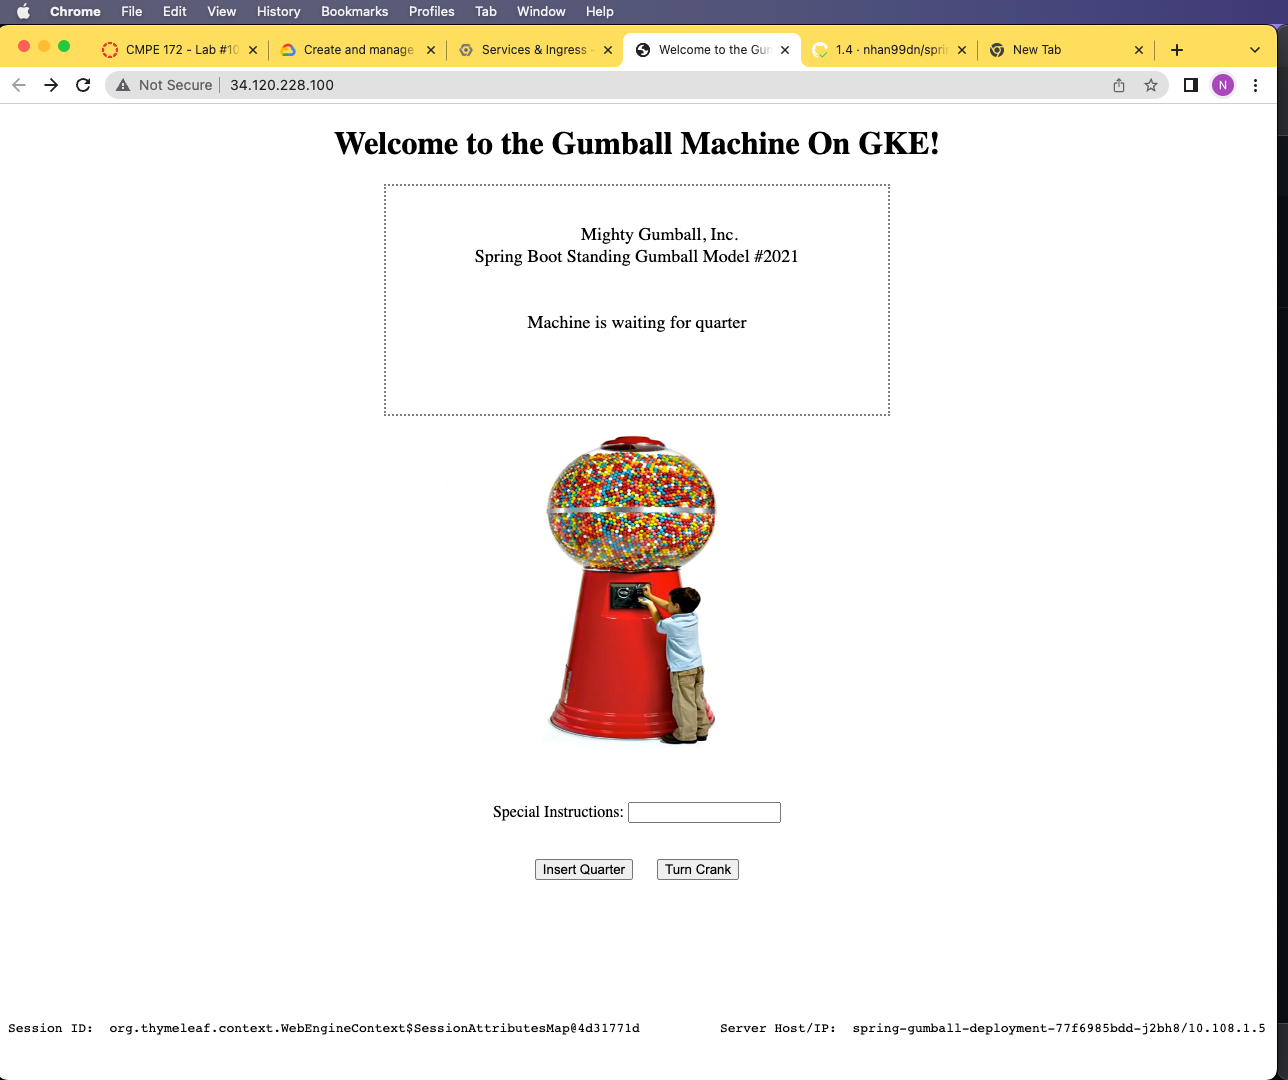 Chrome File Edit View History Bookmarks Profiles Tab Window Help
CMPE 172 - Lab #10 Create and manage Services & Ingress - Welcome to the Gum 1.4 · nhan99dn/sprin New Tab
Not Secure 34.120.228.100 N
Welcome to the Gumball Machine On GKE!
Mighty Gumball, Inc.
Spring Boot Standing Gumball Model #2021
Machine is waiting for quarter
Special Instructions:
Insert Quarter Turn Crank
Session ID: org.thymeleaf.context.WebEngineContext$SessionAttributesMap@4d31771d Server Host/IP: spring-gumball-deployment-77f6985bdd-j2bh8/10.108.1.5